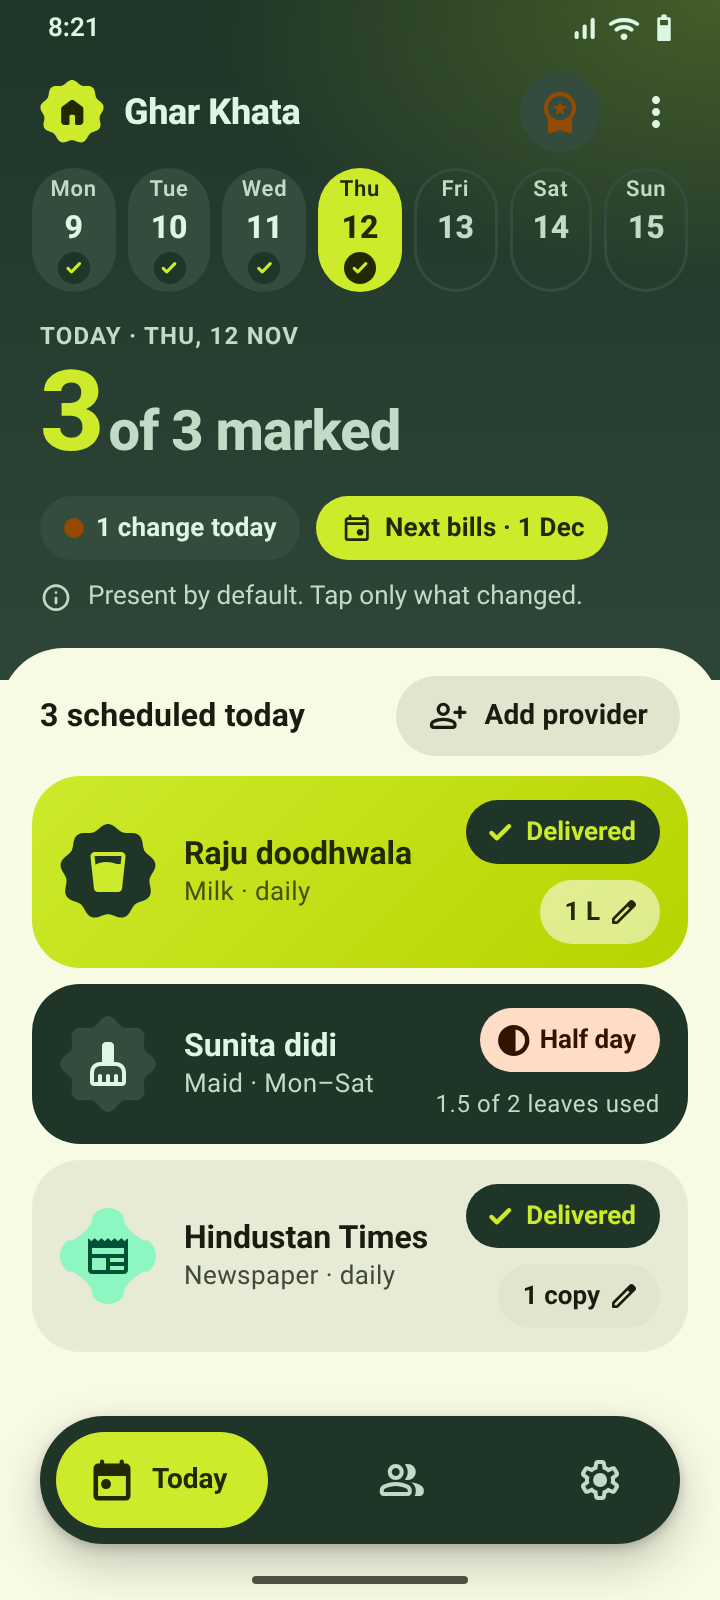 8:21
Ghar Khata
Mon Tue Wed Thu Fri Sat Sun
9 10 11 12 13 14 15
TODAY · THU, 12 NOV
3 of 3 marked
1 change today
Next bills · 1 Dec
Present by default. Tap only what changed.
3 scheduled today
Add provider
Raju doodhwala
Milk · daily
Delivered
1 L
Sunita didi
Maid · Mon–Sat
Half day
1.5 of 2 leaves used
Hindustan Times
Newspaper · daily
Delivered
1 copy
Today